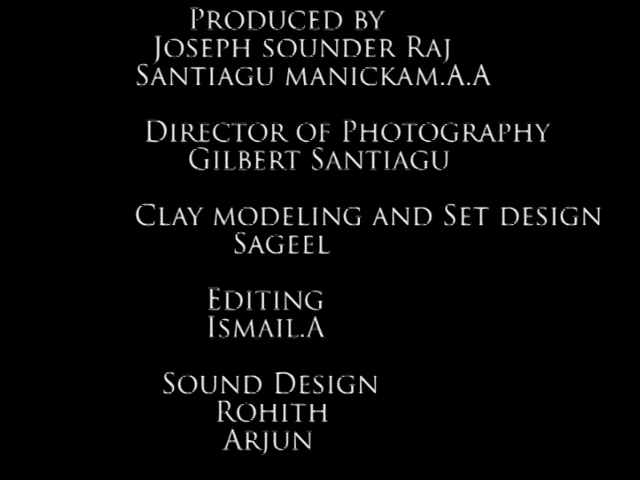 Produced by
Joseph sounder Raj
Santiagu manickam.A.A
Director of Photography
Gilbert Santiagu
Clay modeling and Set design
Sageel
Editing
Ismail.A
Sound Design
Rohith
Arjun